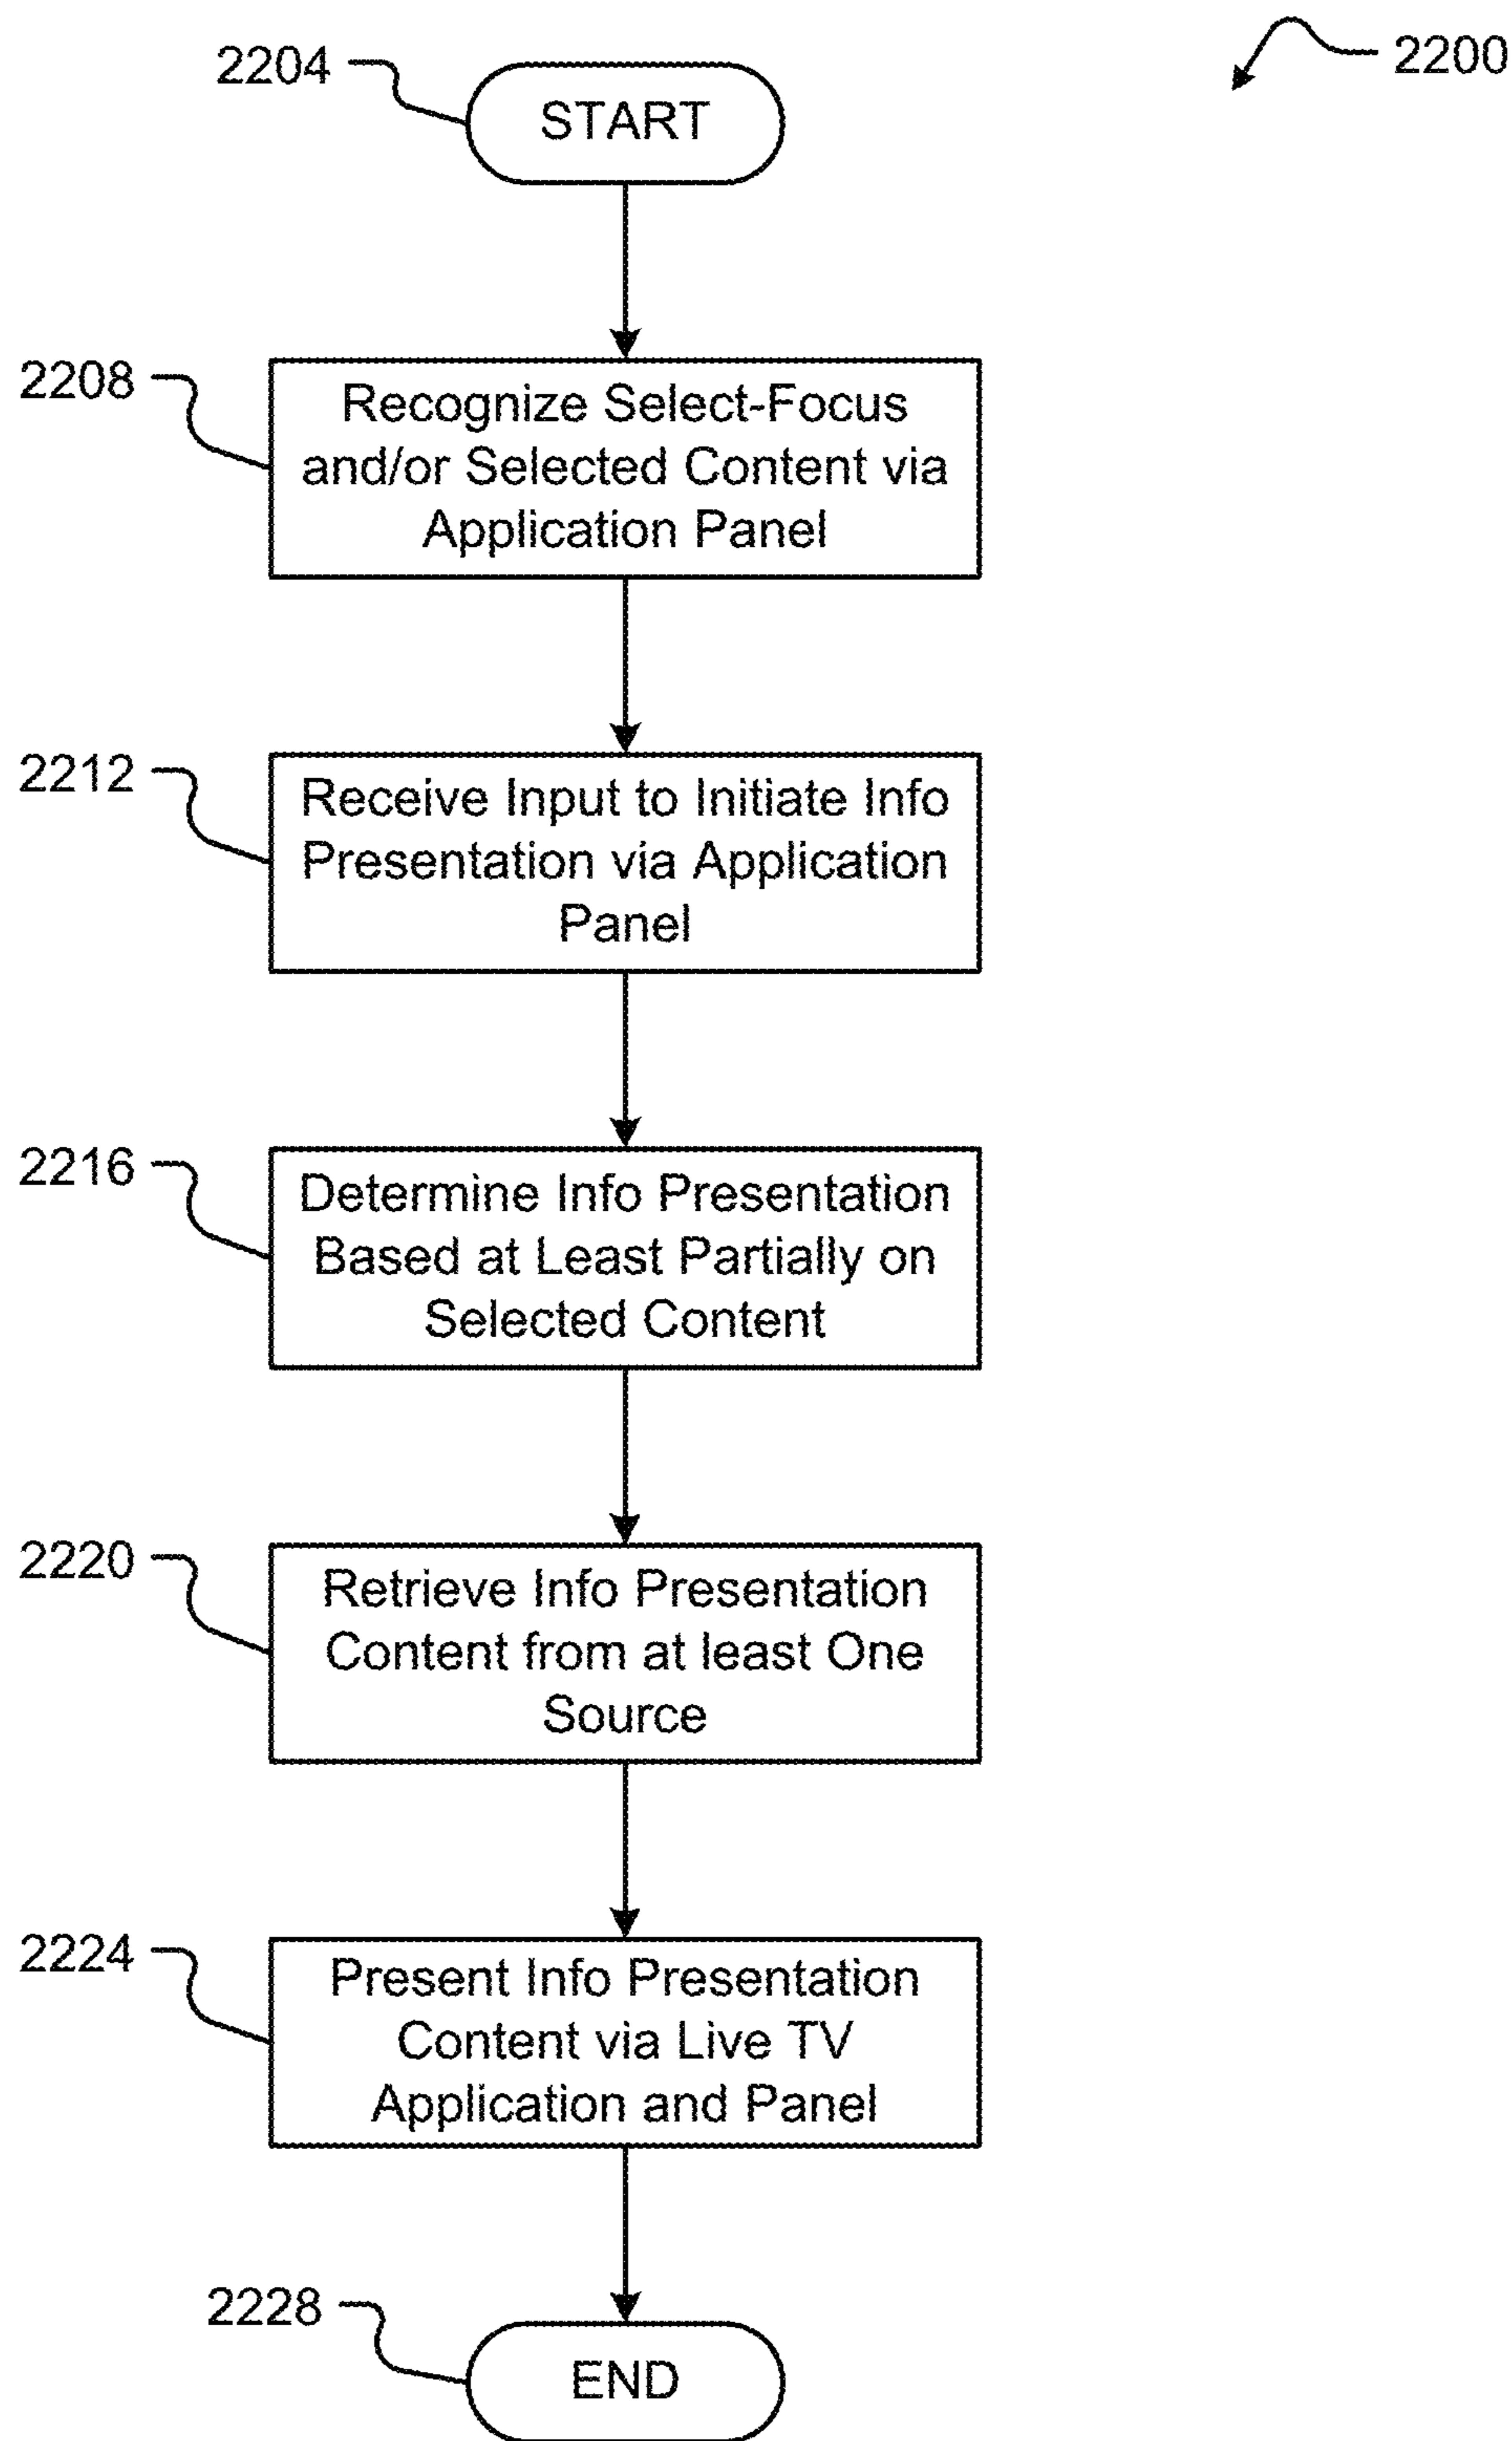 2200
2204
START
2208
Recognize Select-Focus
and/or Selected Content via
Application Panel
2212
Receive Input to Initiate Info
Presentation via Application
Panel
2216
Determine Info Presentation
Based at Least Partially on
Selected Content
2220
Retrieve Info Presentation
Content from at least One
Source
2224
Present Info Presentation
Content via Live TV
Application and Panel
2228
END